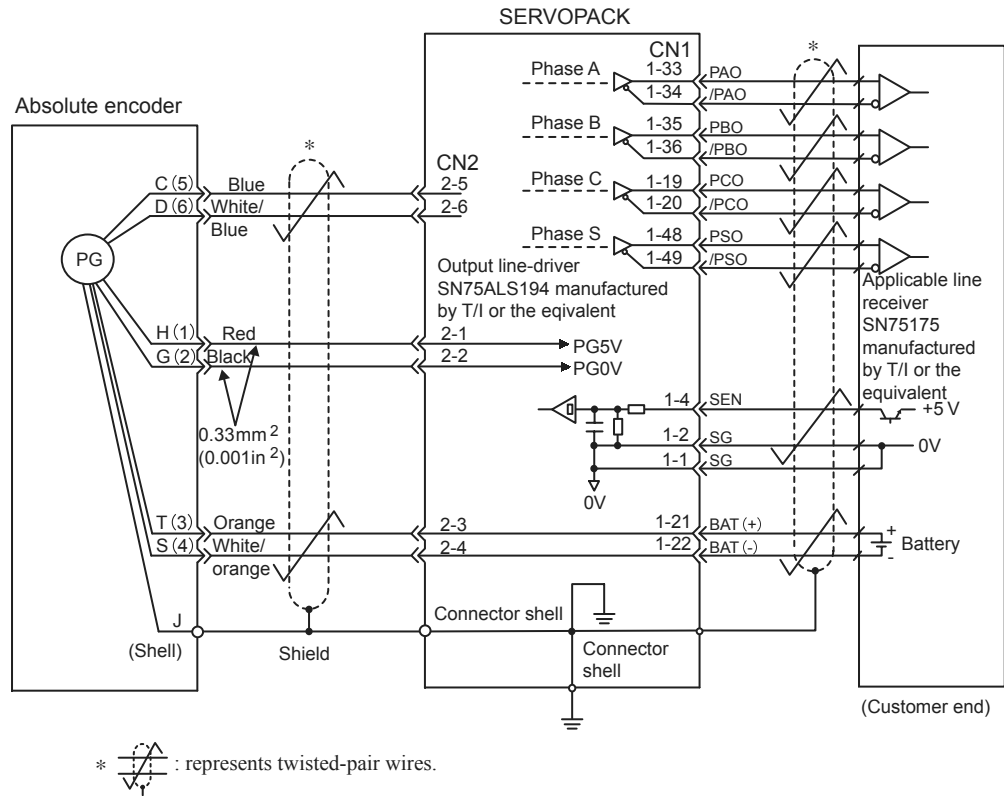 SERVOPACK
Absolute encoder
CN1
*
*
Phase A
1-33
PAO
1-34
/PAO
Phase B
1-35
PBO
1-36
/PBO
CN2
C (5)
Blue
2-5
Phase C
1-19
PCO
D (6)
White/
Blue
2-6
1-20
/PCO
PG
Phase S
1-48
PSO
1-49
/PSO
Output line-driver
SN75ALS194 manufactured
by T/I or the eqivalent
Applicable line
receiver
SN75175
manufactured
by T/I or the
equivalent
H (1)
Red
2-1
PG5V
G (2)
Black
2-2
PG0V
0.33mm 2
(0.001in 2)
1-4
SEN
+5 V
1-2
SG
0V
1-1
SG
0V
T (3)
Orange
2-3
1-21
BAT (+)
+
S (4)
White/
orange
2-4
1-22
BAT (-)
-
Battery
J
(Shell)
Shield
Connector shell
Connector
shell
(Customer end)
* : represents twisted-pair wires.